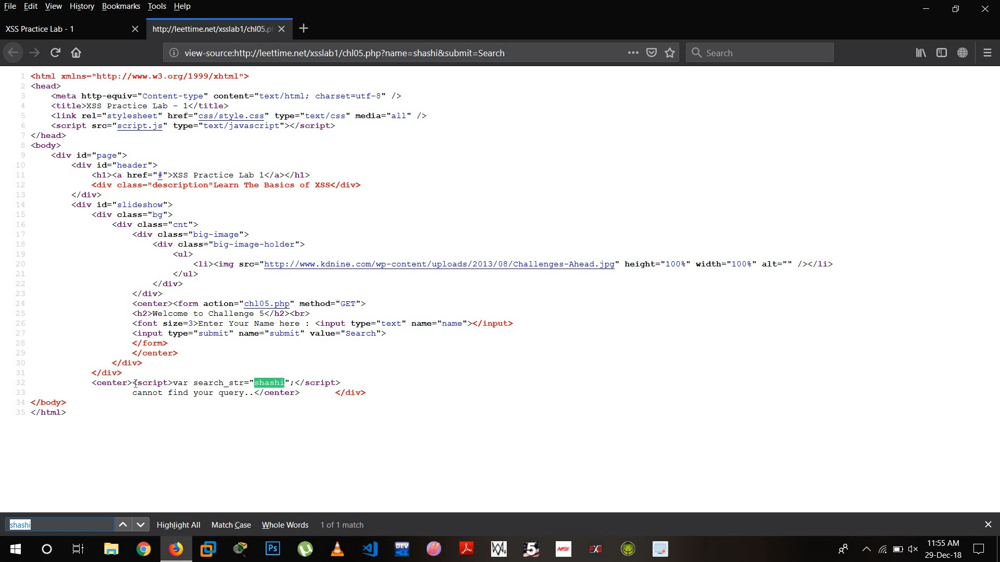 File Edit View History Bookmarks Tools Help
XSS Practice Lab - 1
http://leettime.net/xsslab1/chl05.p
view-source:http://leettime.net/xsslab1/chl05.php?name=shashi&submit=Search
Search
1 <html xmlns="http://www.w3.org/1999/xhtml">
2 <head>
3 <meta http-equiv="Content-type" content="text/html; charset=utf-8" />
4 <title>XSS Practice Lab - 1</title>
5 <link rel="stylesheet" href="css/style.css" type="text/css" media="all" />
6 <script src="script.js" type="text/javascript"></script>
7 </head>
8 <body>
9 <div id="page">
10 <div id="header">
11 <h1><a href="#">XSS Practice Lab 1</a></h1>
12 <div class="description"Learn The Basics of XSS</div>
13 </div>
14 <div id="slideshow">
15 <div class="bg">
16 <div class="cnt">
17 <div class="big-image">
18 <div class="big-image-holder">
19 <ul>
20 <li><img src="http://www.kdnine.com/wp-content/uploads/2013/08/Challenges-Ahead.jpg" height="100%" width="100%" alt="" /></li>
21 </ul>
22 </div>
23 </div>
24 <center><form action="chl05.php" method="GET">
25 <h2>Welcome to Challenge 5</h2><br>
26 <font size=3>Enter Your Name here : <input type="text" name="name"></input>
27 <input type="submit" name="submit" value="Search">
28 </form>
29 </center>
30 </div>
31 </div>
32 <center><script>var search_str="shashi";</script>
33 cannot find your query..</center> </div>
34 </body>
35 </html>
shashi Highlight All Match Case Whole Words 1 of 1 match
Ps DEV 5 NFS FXG
11:55 AM
29-Dec-18